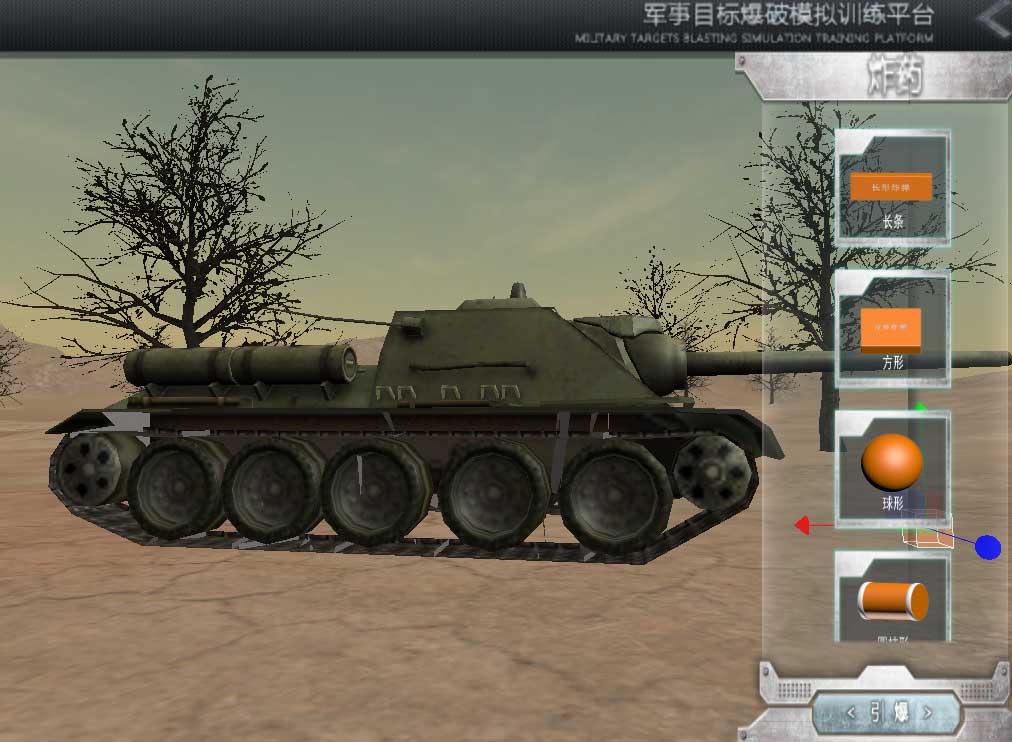 军事目标爆破模拟训练平台
MILITARY TARGETS BLASTING SIMULATION TRAINING PLATFORM
炸药
长形炸弹
长条
方形
球形
引爆